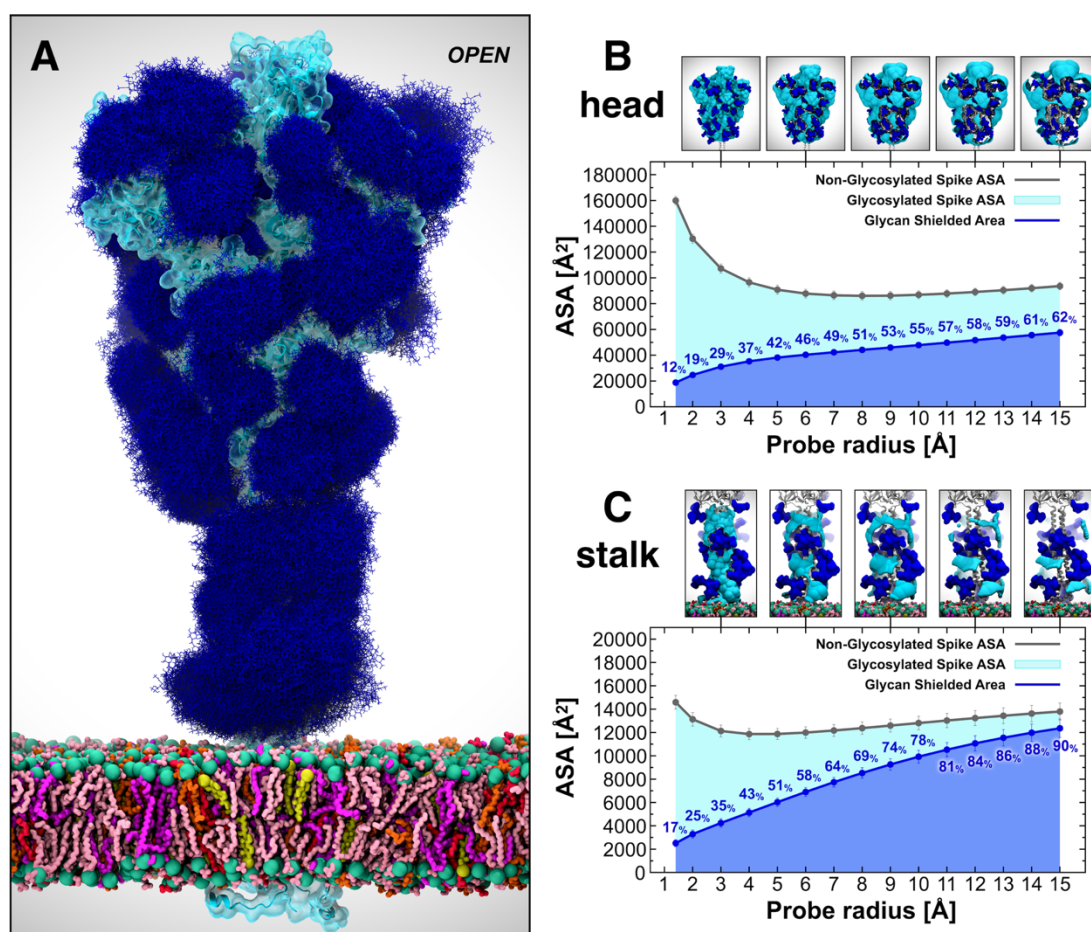 A
OPEN
B
head
Non-Glycosylated Spike ASA
Glycosylated Spike ASA
Glycan Shielded Area
180000
160000
140000
120000
100000
80000
60000
40000
20000
0
ASA [Å²]
12% 19% 29% 37% 42% 46% 49% 51% 53% 55% 57% 58% 59% 61% 62%
1 2 3 4 5 6 7 8 9 10 11 12 13 14 15
Probe radius [Å]
C
stalk
Non-Glycosylated Spike ASA
Glycosylated Spike ASA
Glycan Shielded Area
20000
18000
16000
14000
12000
10000
8000
6000
4000
2000
0
ASA [Å²]
17% 25% 35% 43% 51% 58% 64% 69% 74% 78% 81% 84% 86% 88% 90%
1 2 3 4 5 6 7 8 9 10 11 12 13 14 15
Probe radius [Å]